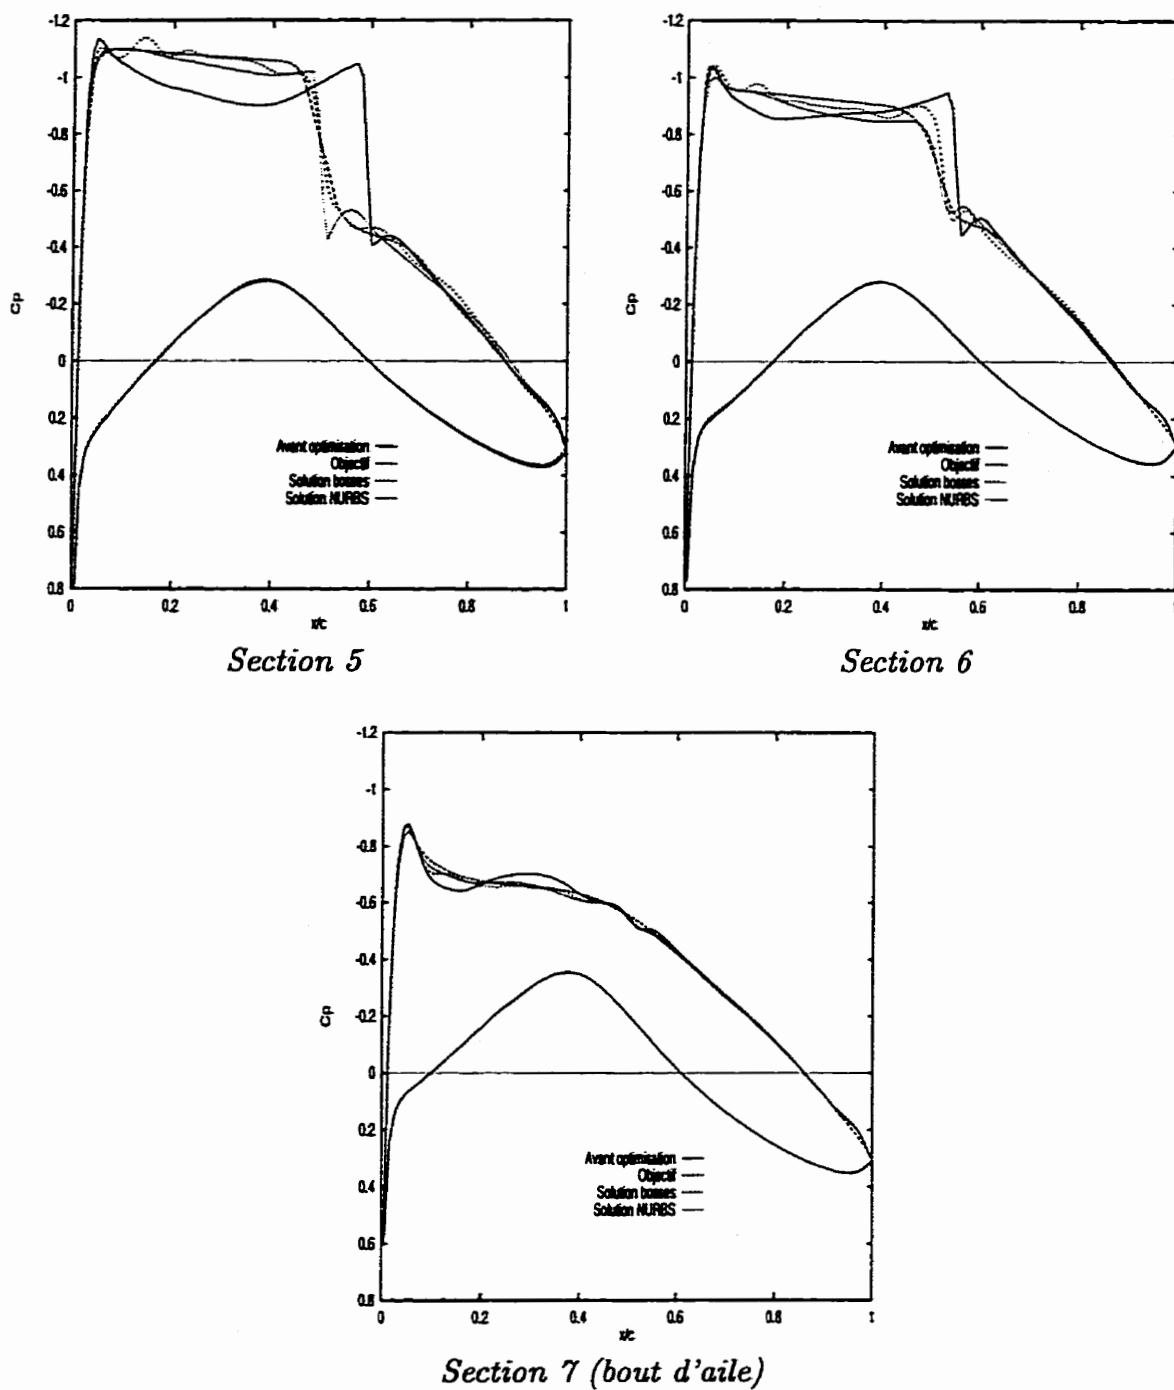 -1.2
-1
-0.8
-0.6
-0.4
-0.2
0
0.2
0.4
0.6
0.8
Cp
0 0.2 0.4 0.6 0.8 1
x/c
Avant optimisation
Objectif
Solution bosses
Solution NURBS
Section 5
-1.2
-1
-0.8
-0.6
-0.4
-0.2
0
0.2
0.4
0.6
0.8
Cp
0 0.2 0.4 0.6 0.8 1
x/c
Avant optimisation
Objectif
Solution bosses
Solution NURBS
Section 6
-1.2
-1
-0.8
-0.6
-0.4
-0.2
0
0.2
0.4
0.6
0.8
Cp
0 0.2 0.4 0.6 0.8 1
x/c
Avant optimisation
Objectif
Solution bosses
Solution NURBS
Section 7 (bout d'aile)